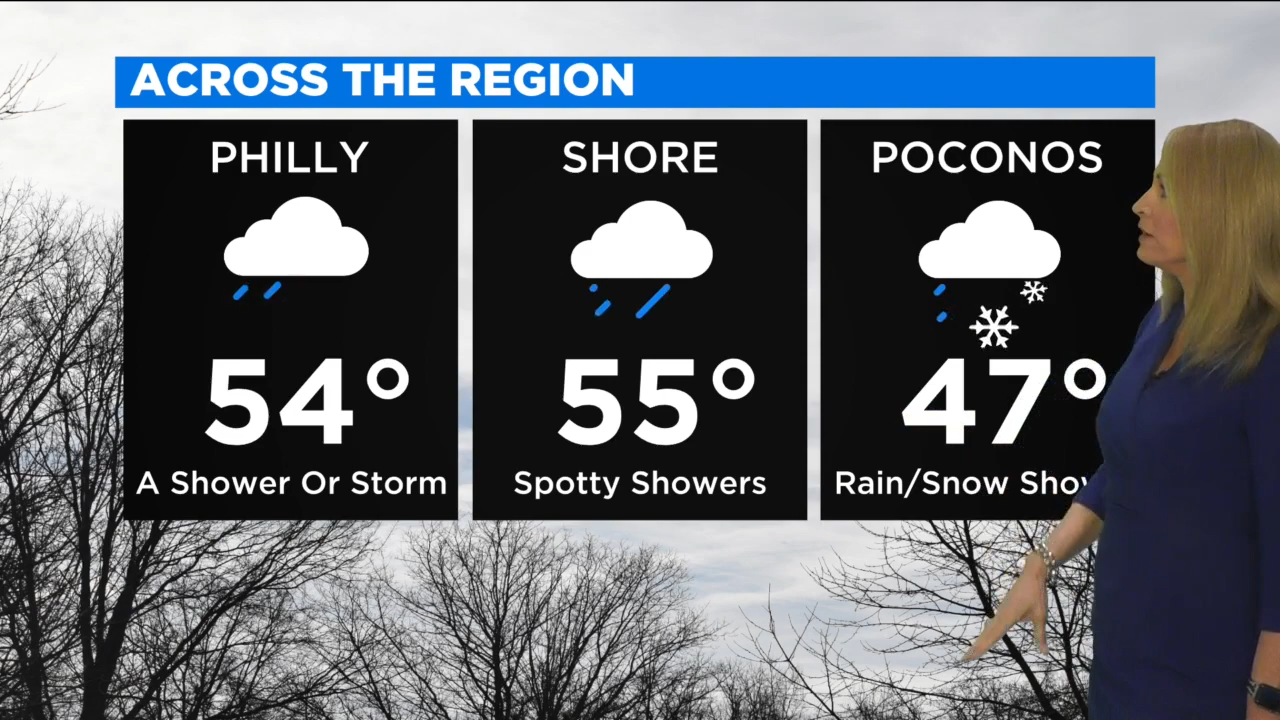 ACROSS THE REGION
PHILLY
54°
A Shower Or Storm
SHORE
55°
Spotty Showers
POCONOS
47°
Rain/Snow